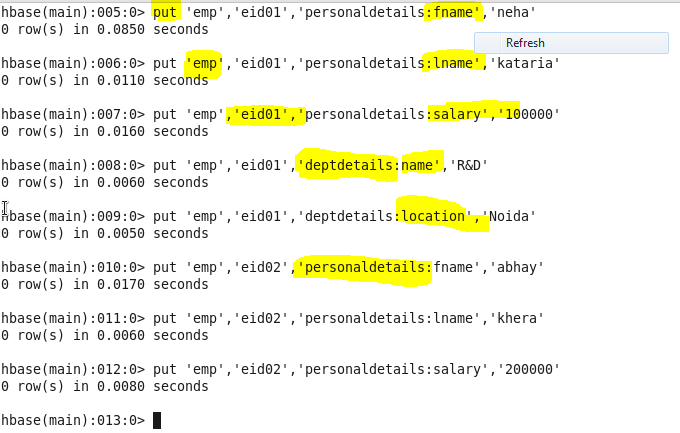 hbase(main):005:0> put 'emp','eid01','personaldetails:fname','neha'
0 row(s) in 0.0850 seconds
Refresh
hbase(main):006:0> put 'emp','eid01','personaldetails:lname','kataria'
0 row(s) in 0.0110 seconds
hbase(main):007:0> put 'emp','eid01','personaldetails:salary','100000'
0 row(s) in 0.0160 seconds
hbase(main):008:0> put 'emp','eid01','deptdetails:name','R&D'
0 row(s) in 0.0060 seconds
hbase(main):009:0> put 'emp','eid01','deptdetails:location','Noida'
0 row(s) in 0.0050 seconds
hbase(main):010:0> put 'emp','eid02','personaldetails:fname','abhay'
0 row(s) in 0.0170 seconds
hbase(main):011:0> put 'emp','eid02','personaldetails:lname','khera'
0 row(s) in 0.0060 seconds
hbase(main):012:0> put 'emp','eid02','personaldetails:salary','200000'
0 row(s) in 0.0080 seconds
hbase(main):013:0>